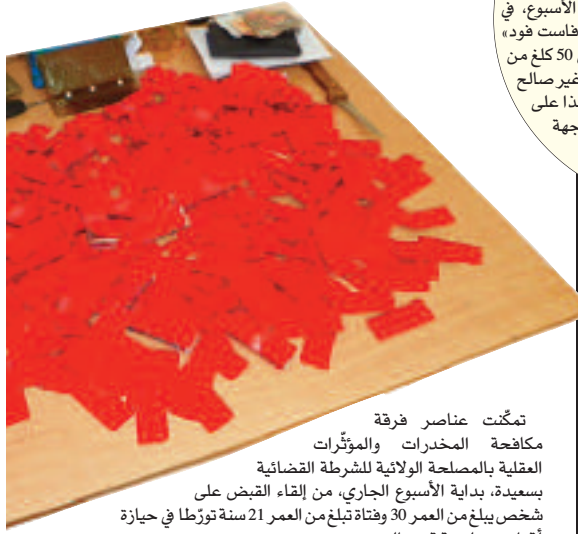 الأسبوع، في
فاست فود»
50 كلغ من
غير صالح
على
جهة
تمكّنت عناصر فرقة
مكافحة المخدرات والمؤثّرات
العقلية بالمصلحة الولائية للشرطة القضائية
بسعيدة، بداية الأسبوع الجاري، من إلقاء القبض على
شخص يبلغ من العمر 30 وفتاة تبلغ من العمر 21 سنة تورّطا في حيازة